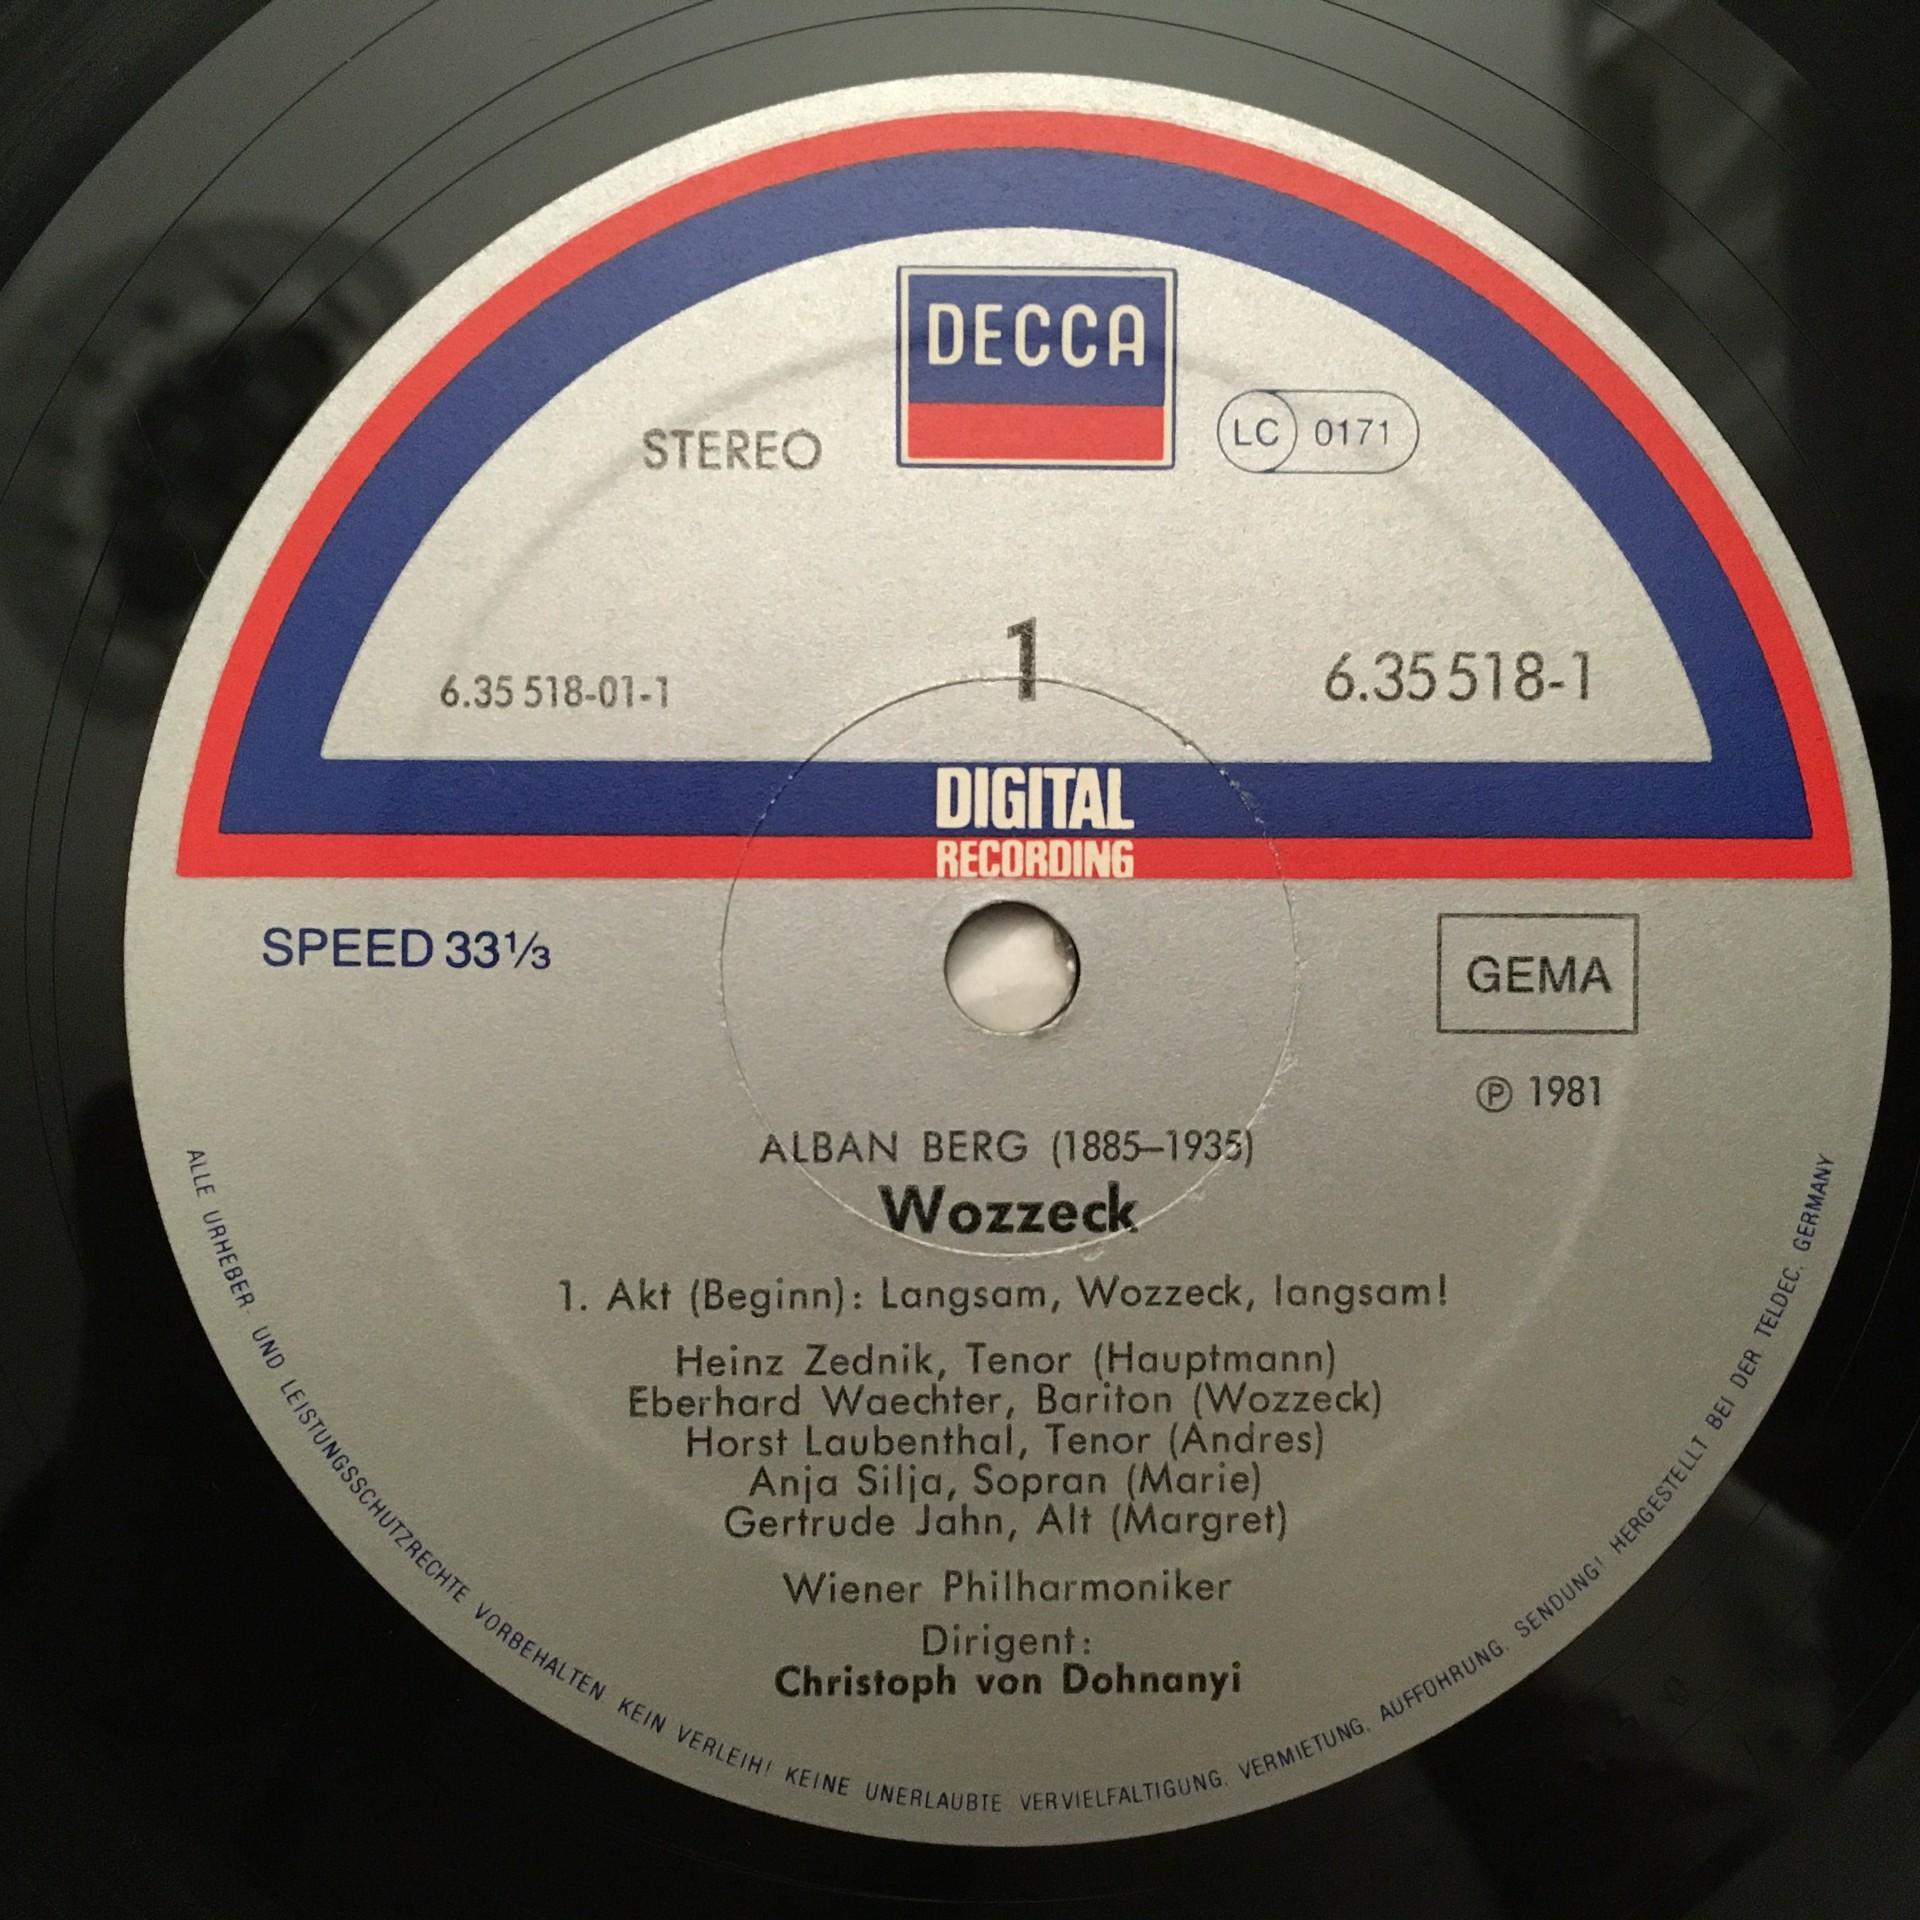 DECCA
STEREO
LC 0171
1
6.35 518-01-1
6.35 518-1
DIGITAL
RECORDING
SPEED 33⅓
GEMA
℗ 1981
ALBAN BERG (1885–1935)
Wozzeck
1. Akt (Beginn): Langsam, Wozzeck, langsam!
Heinz Zednik, Tenor (Hauptmann)
Eberhard Waechter, Bariton (Wozzeck)
Horst Laubenthal, Tenor (Andres)
Anja Silja, Sopran (Marie)
Gertrude Jahn, Alt (Margret)
Wiener Philharmoniker
Dirigent:
Christoph von Dohnanyi
ALLE URHEBER- UND LEISTUNGSSCHUTZRECHTE VORBEHALTEN. KEIN VERLEIH! KEINE UNERLAUBTE VERVIELFÄLTIGUNG, VERMIETUNG, AUFFÜHRUNG, SENDUNG! HERGESTELLT BEI DER TELDEC, GERMANY